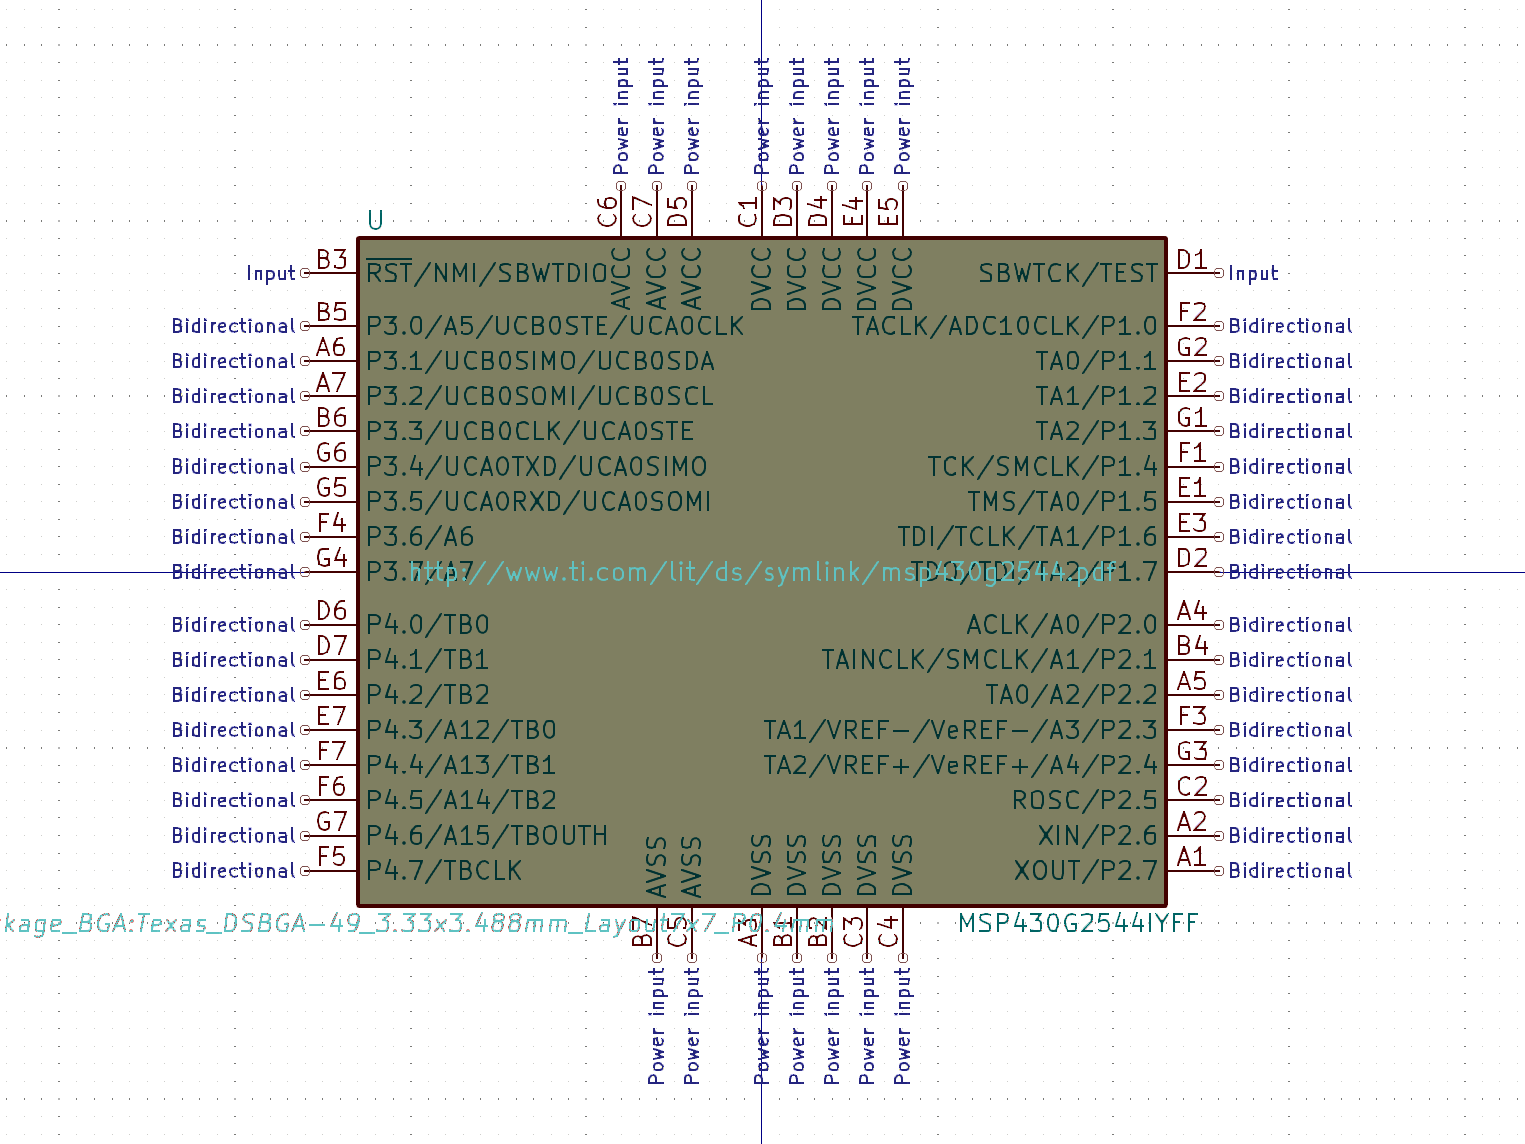 Power input Power input Power input Power input Power input Power input Power input Power input
C6 C7 D5 C1 D3 D4 E4 E5
U
AVCC AVCC AVCC DVCC DVCC DVCC DVCC DVCC
Input B3 RST/NMI/SBWTDIO SBWTCK/TEST D1 Input
Bidirectional B5 P3.0/A5/UCB0STE/UCA0CLK TACLK/ADC10CLK/P1.0 F2 Bidirectional
Bidirectional A6 P3.1/UCB0SIMO/UCB0SDA TA0/P1.1 G2 Bidirectional
Bidirectional A7 P3.2/UCB0SOMI/UCB0SCL TA1/P1.2 E2 Bidirectional
Bidirectional B6 P3.3/UCB0CLK/UCA0STE TA2/P1.3 G1 Bidirectional
Bidirectional G6 P3.4/UCA0TXD/UCA0SIMO TCK/SMCLK/P1.4 F1 Bidirectional
Bidirectional G5 P3.5/UCA0RXD/UCA0SOMI TMS/TA0/P1.5 E1 Bidirectional
Bidirectional F4 P3.6/A6 TDI/TCLK/TA1/P1.6 E3 Bidirectional
Bidirectional G4 P3.7/A7 http://www.ti.com/lit/ds/symlink/msp430g2544.pdf TDO/TDI/TA2/P1.7 D2 Bidirectional
Bidirectional D6 P4.0/TB0 ACLK/A0/P2.0 A4 Bidirectional
Bidirectional D7 P4.1/TB1 TAINCLK/SMCLK/A1/P2.1 B4 Bidirectional
Bidirectional E6 P4.2/TB2 TA0/A2/P2.2 A5 Bidirectional
Bidirectional E7 P4.3/A12/TB0 TA1/VREF-/VeREF-/A3/P2.3 F3 Bidirectional
Bidirectional F7 P4.4/A13/TB1 TA2/VREF+/VeREF+/A4/P2.4 G3 Bidirectional
Bidirectional F6 P4.5/A14/TB2 ROSC/P2.5 C2 Bidirectional
Bidirectional G7 P4.6/A15/TBOUTH XIN/P2.6 A2 Bidirectional
Bidirectional F5 P4.7/TBCLK XOUT/P2.7 A1 Bidirectional
AVSS AVSS DVSS DVSS DVSS DVSS DVSS
kage_BGA:Texas_DSBGA-49_3.33x3.488mm_Layout7x7_P0.4mm MSP430G2544IYFF
B7 C5 A3 B1 B2 C3 C4
Power input Power input Power input Power input Power input Power input Power input